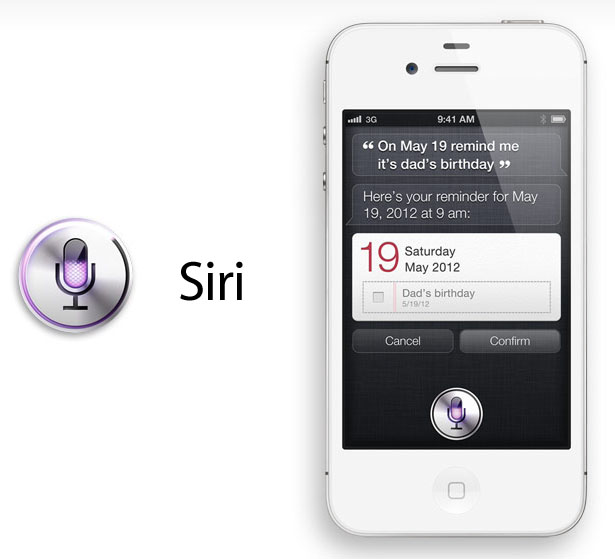 Siri
3G 9:41 AM
“ On May 19 remind me
it’s dad’s birthday ”
Here’s your reminder for May
19, 2012 at 9 am:
19 Saturday
May 2012
Dad’s birthday
5/19/12
Cancel Confirm